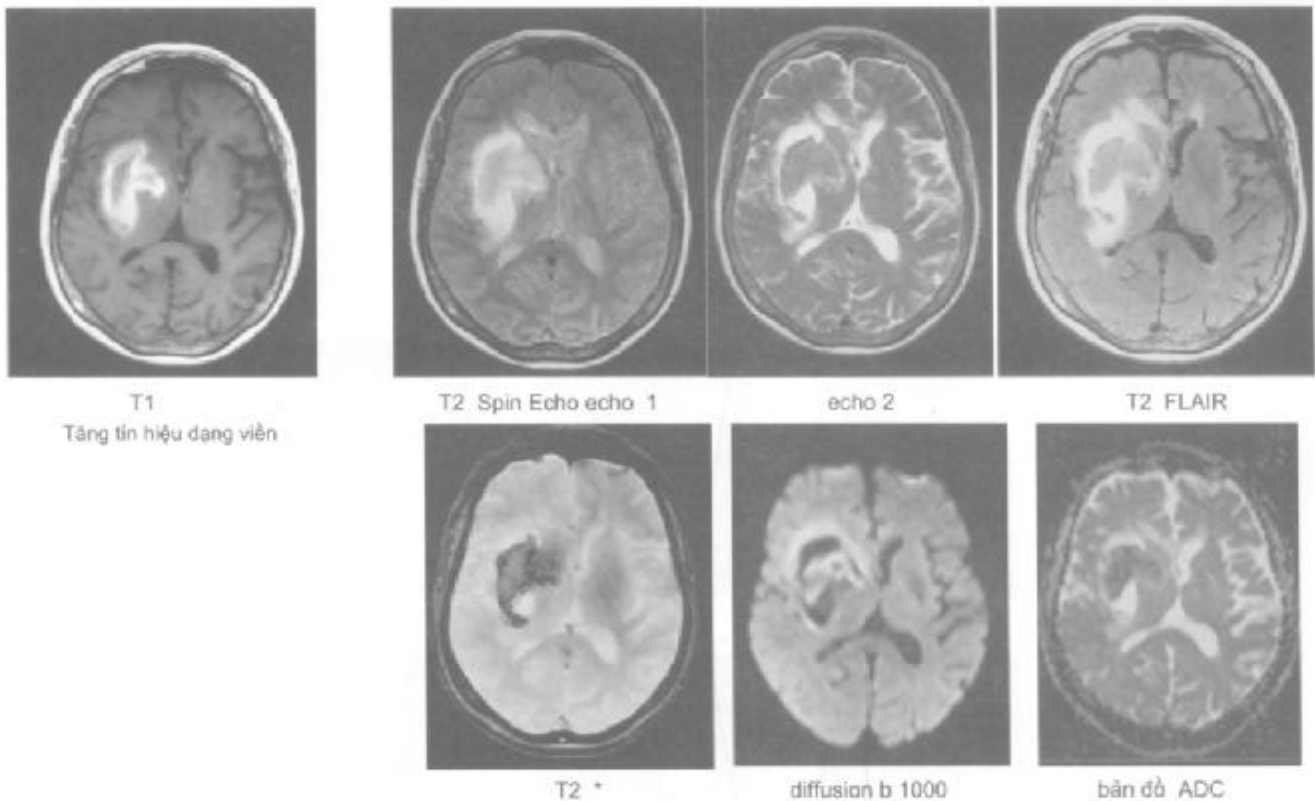 T1
Tăng tín hiệu dạng viền
T2 Spin Echo echo 1
echo 2
T2 FLAIR
T2 *
diffusion b 1000
bản đồ ADC